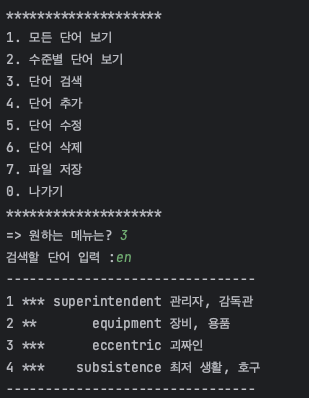 ********************
1. 모든 단어 보기
2. 수준별 단어 보기
3. 단어 검색
4. 단어 추가
5. 단어 수정
6. 단어 삭제
7. 파일 저장
0. 나가기
********************
=> 원하는 메뉴는? 3
검색할 단어 입력 :en
--------------------------------
1 *** superintendent 관리자, 감독관
2 **       equipment 장비, 용품
3 ***      eccentric 괴짜인
4 ***    subsistence 최저 생활, 호구
--------------------------------